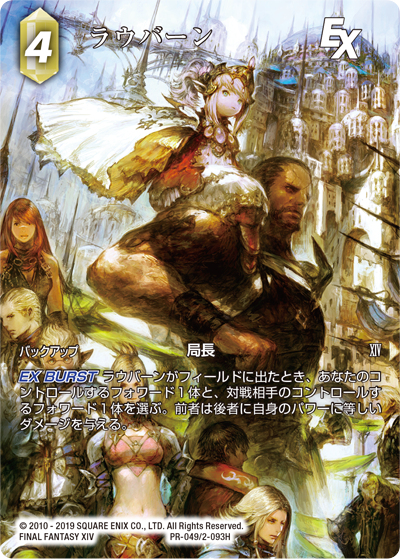 4
ラウバーン
EX
バックアップ
局長
XIV
EX BURST ラウバーンがフィールドに出たとき、あなたのコ
ントロールするフォワード1体と、対戦相手のコントロールす
るフォワード1体を選ぶ。前者は後者に自身のパワーに等しい
ダメージを与える。
© 2010 - 2019 SQUARE ENIX CO., LTD. All Rights Reserved.
FINAL FANTASY XIV
PR-049/2-093H